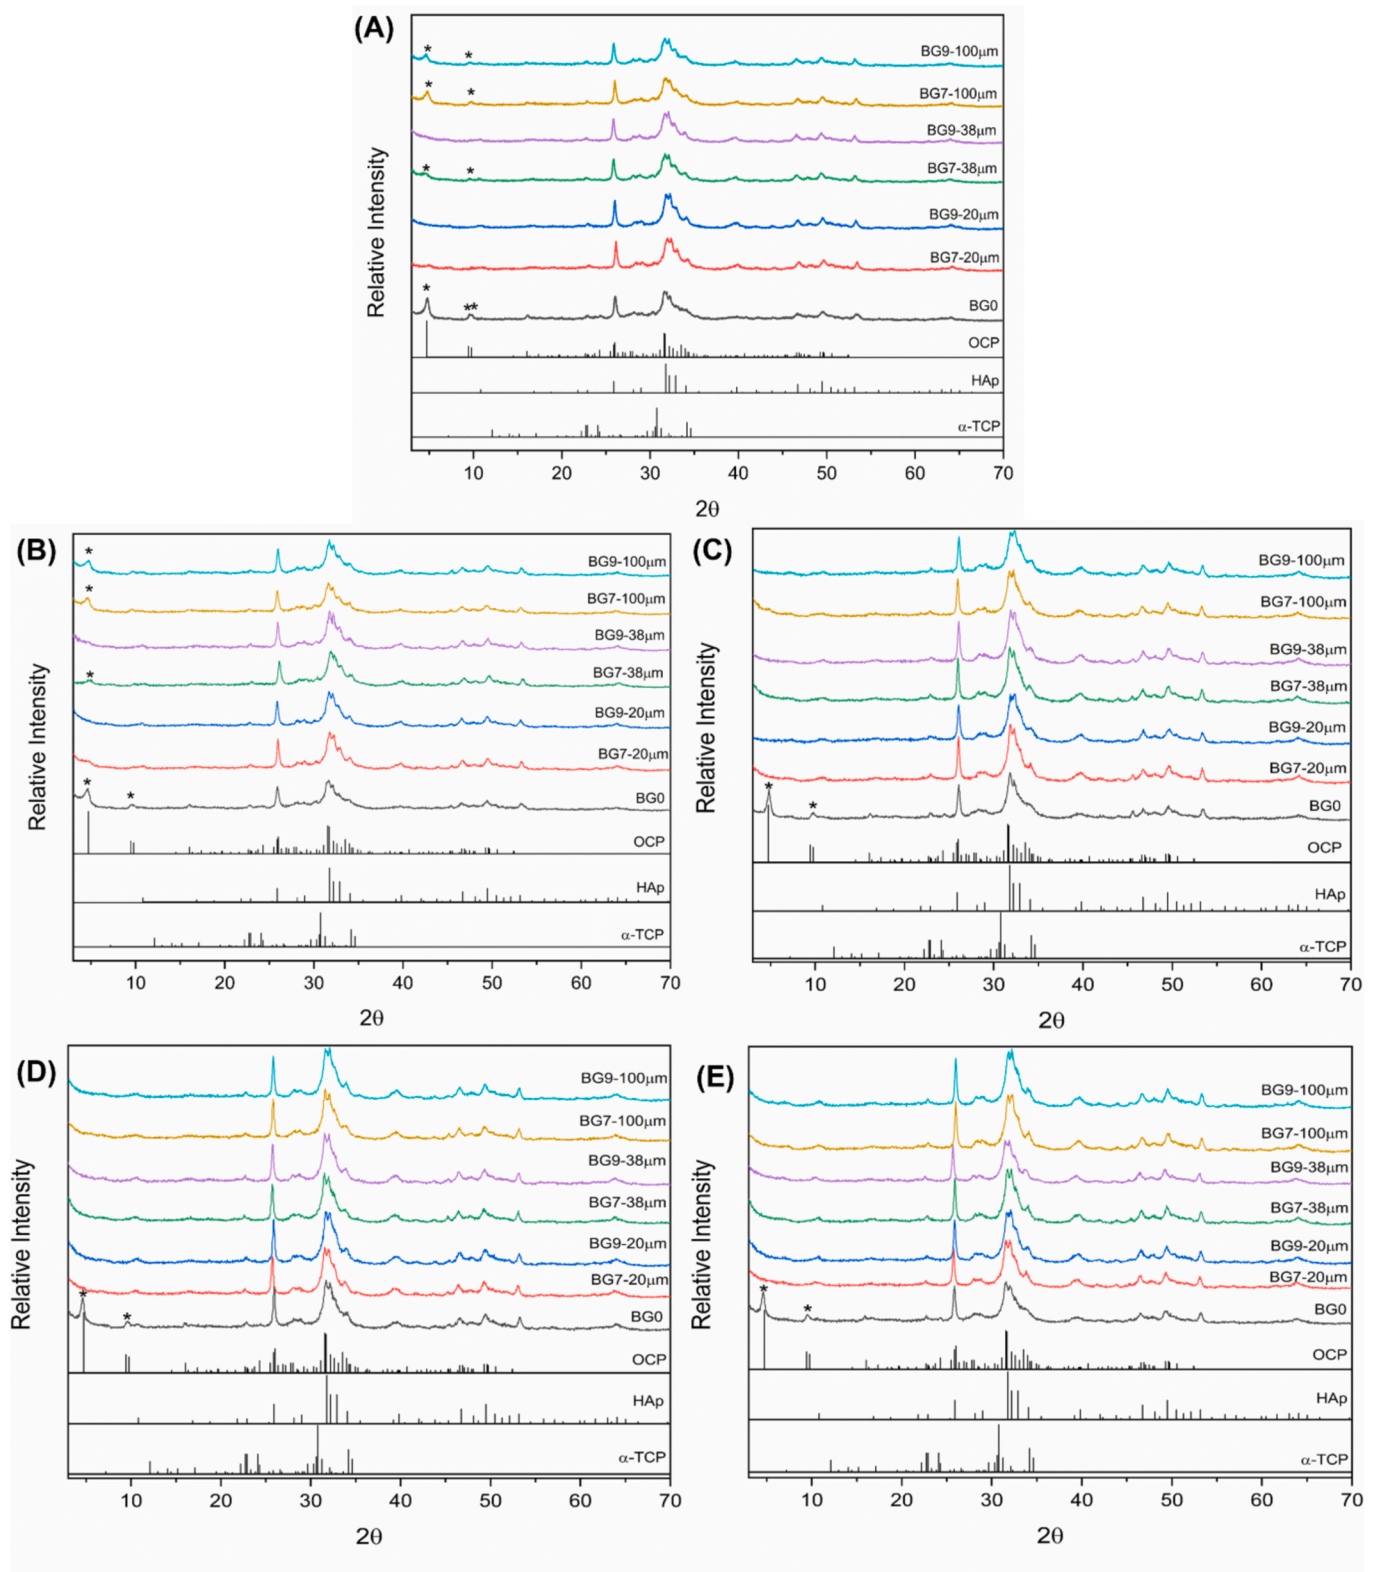 (A)
Relative Intensity
* *
BG9-100μm
* *
BG7-100μm
BG9-38μm
* *
BG7-38μm
BG9-20μm
BG7-20μm
* **
BG0
OCP
HAp
α-TCP
10 20 30 40 50 60 70
2θ
(B)
Relative Intensity
*
BG9-100μm
*
BG7-100μm
BG9-38μm
*
BG7-38μm
BG9-20μm
BG7-20μm
* *
BG0
OCP
HAp
α-TCP
10 20 30 40 50 60 70
2θ
(C)
Relative Intensity
BG9-100μm
BG7-100μm
BG9-38μm
BG7-38μm
BG9-20μm
BG7-20μm
* *
BG0
OCP
HAp
α-TCP
10 20 30 40 50 60 70
2θ
(D)
Relative Intensity
BG9-100μm
BG7-100μm
BG9-38μm
BG7-38μm
BG9-20μm
BG7-20μm
* *
BG0
OCP
HAp
α-TCP
10 20 30 40 50 60 70
2θ
(E)
Relative Intensity
BG9-100μm
BG7-100μm
BG9-38μm
BG7-38μm
BG9-20μm
BG7-20μm
* *
BG0
OCP
HAp
α-TCP
10 20 30 40 50 60 70
2θ